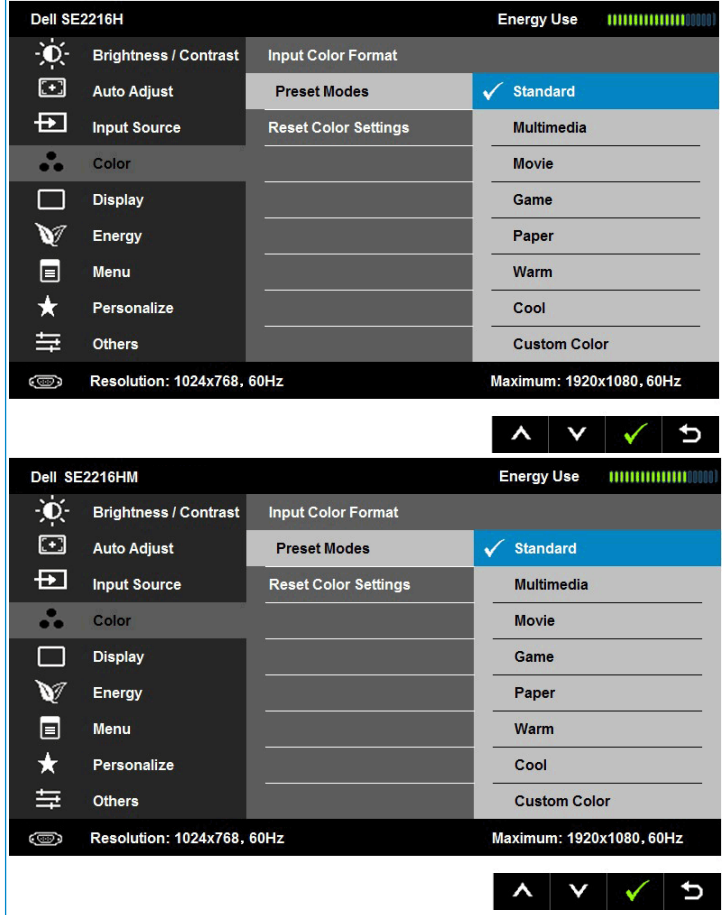 Dell SE2216H Energy Use
Brightness / Contrast Input Color Format
Auto Adjust Preset Modes Standard
Input Source Reset Color Settings Multimedia
Color Movie
Display Game
Energy Paper
Menu Warm
Personalize Cool
Others Custom Color
Resolution: 1024x768, 60Hz Maximum: 1920x1080, 60Hz
Dell SE2216HM Energy Use
Brightness / Contrast Input Color Format
Auto Adjust Preset Modes Standard
Input Source Reset Color Settings Multimedia
Color Movie
Display Game
Energy Paper
Menu Warm
Personalize Cool
Others Custom Color
Resolution: 1024x768, 60Hz Maximum: 1920x1080, 60Hz